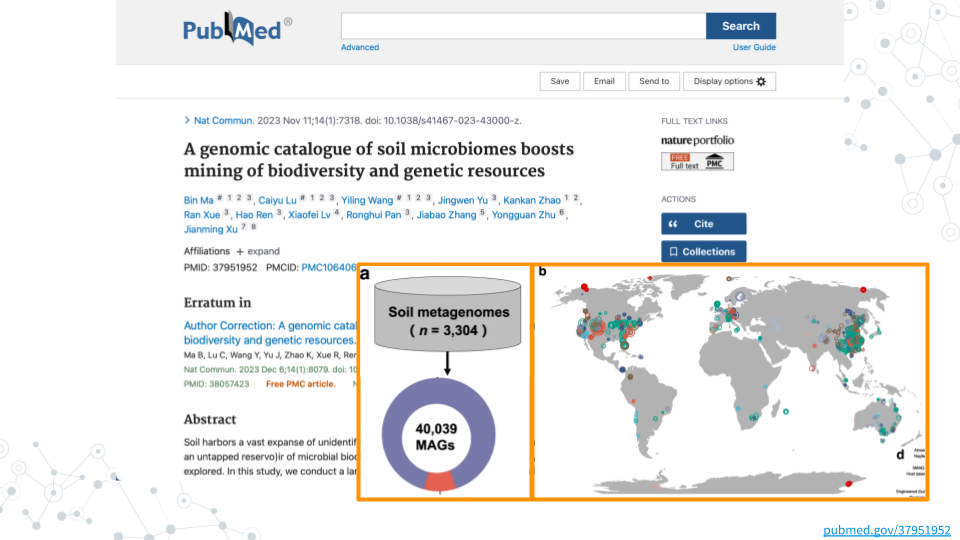 PubMed®
Search
Advanced
User Guide
Save
Email
Send to
Display options
> Nat Commun. 2023 Nov 11;14(1):7318. doi: 10.1038/s41467-023-43000-z.
A genomic catalogue of soil microbiomes boosts
mining of biodiversity and genetic resources
Bin Ma # 1 2 3, Caiyu Lu # 1 2 3, Yiling Wang # 1 2 3, Jingwen Yu 3, Kankan Zhao 1 2,
Ran Xue 3, Hao Ren 3, Xiaofei Lv 4, Ronghui Pan 3, Jiabao Zhang 5, Yongguan Zhu 6,
Jianming Xu 7 8
Affiliations + expand
PMID: 37951952 PMCID: PMC106406
FULL TEXT LINKS
natureportfolio
FREE
Full text
PMC
ACTIONS
Cite
Collections
Erratum in
Author Correction: A genomic catal
biodiversity and genetic resources.
Ma B, Lu C, Wang Y, Yu J, Zhao K, Xue R, Ren
Nat Commun. 2023 Dec 6;14(1):8079. doi: 10
PMID: 38057423 Free PMC article.
Abstract
Soil harbors a vast expanse of unidentif
an untapped reservo)ir of microbial biod
explored. In this study, we conduct a lar
a
Soil metagenomes
( n = 3,304 )
40,039
MAGs
b
d
SMAG
pubmed.gov/37951952